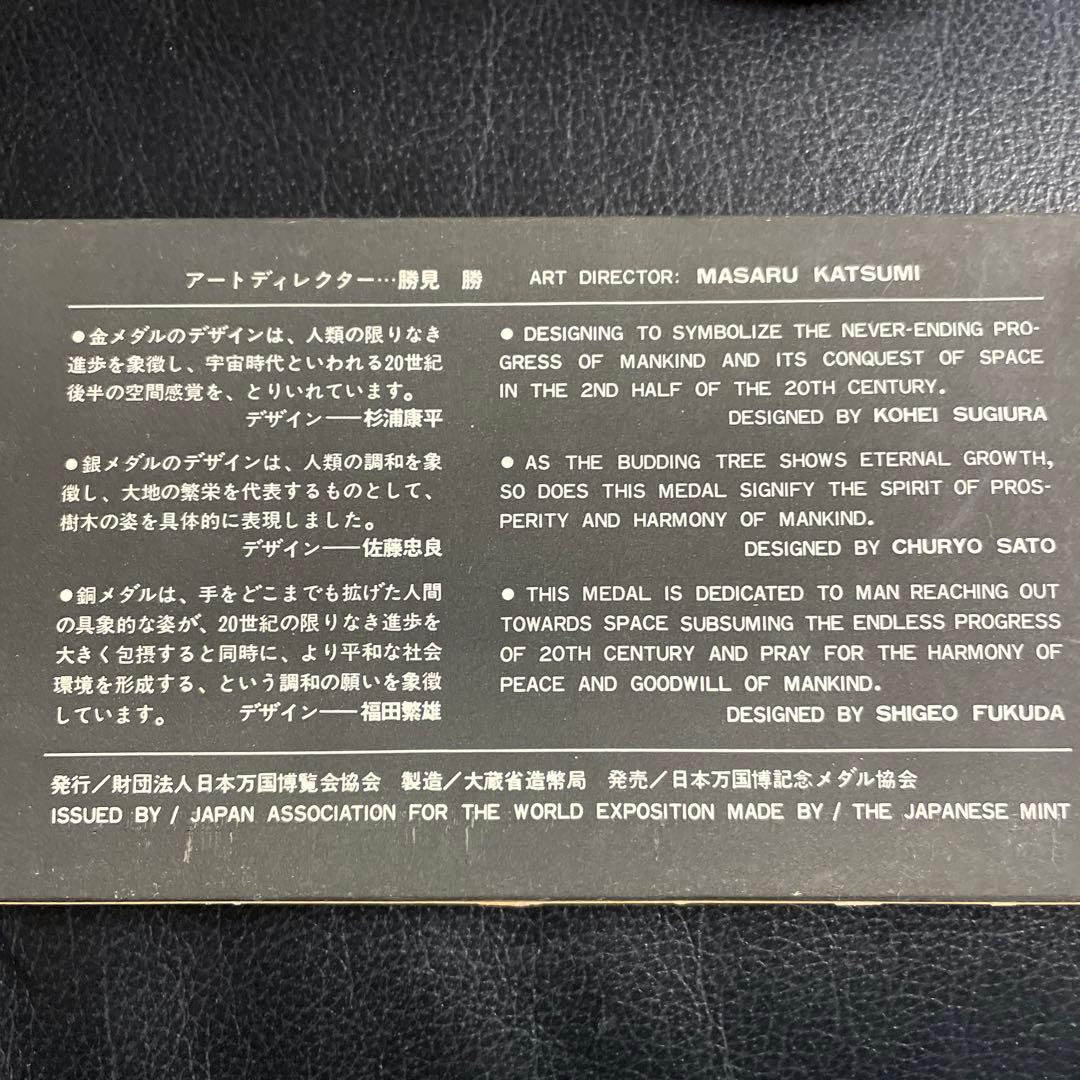 アートディレクター…勝見　勝　ART DIRECTOR: MASARU KATSUMI
●金メダルのデザインは、人類の限りなき
進歩を象徴し、宇宙時代といわれる20世紀
後半の空間感覚を、とりいれています。
デザイン──杉浦康平
● DESIGNING TO SYMBOLIZE THE NEVER-ENDING PRO-
GRESS OF MANKIND AND ITS CONQUEST OF SPACE
IN THE 2ND HALF OF THE 20TH CENTURY.
DESIGNED BY KOHEI SUGIURA
●銀メダルのデザインは、人類の調和を象
徴し、大地の繁栄を代表するものとして、
樹木の姿を具体的に表現しました。
デザイン──佐藤忠良
● AS THE BUDDING TREE SHOWS ETERNAL GROWTH,
SO DOES THIS MEDAL SIGNIFY THE SPIRIT OF PROS-
PERITY AND HARMONY OF MANKIND.
DESIGNED BY CHURYO SATO
●銅メダルは、手をどこまでも拡げた人間
の具象的な姿が、20世紀の限りなき進歩を
大きく包摂すると同時に、より平和な社会
環境を形成する、という調和の願いを象徴
しています。　デザイン──福田繁雄
● THIS MEDAL IS DEDICATED TO MAN REACHING OUT
TOWARDS SPACE SUBSUMING THE ENDLESS PROGRESS
OF 20TH CENTURY AND PRAY FOR THE HARMONY OF
PEACE AND GOODWILL OF MANKIND.
DESIGNED BY SHIGEO FUKUDA
発行／財団法人日本万国博覧会協会　製造／大蔵省造幣局　発売／日本万国博記念メダル協会
ISSUED BY / JAPAN ASSOCIATION FOR THE WORLD EXPOSITION MADE BY / THE JAPANESE MINT